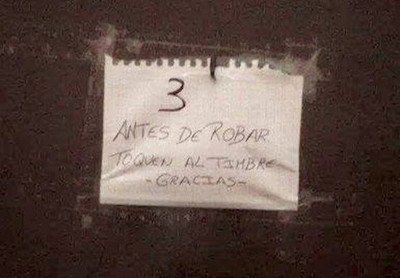 3
ANTES DE ROBAR
TOQUEN AL TIMBRE
-GRACIAS-